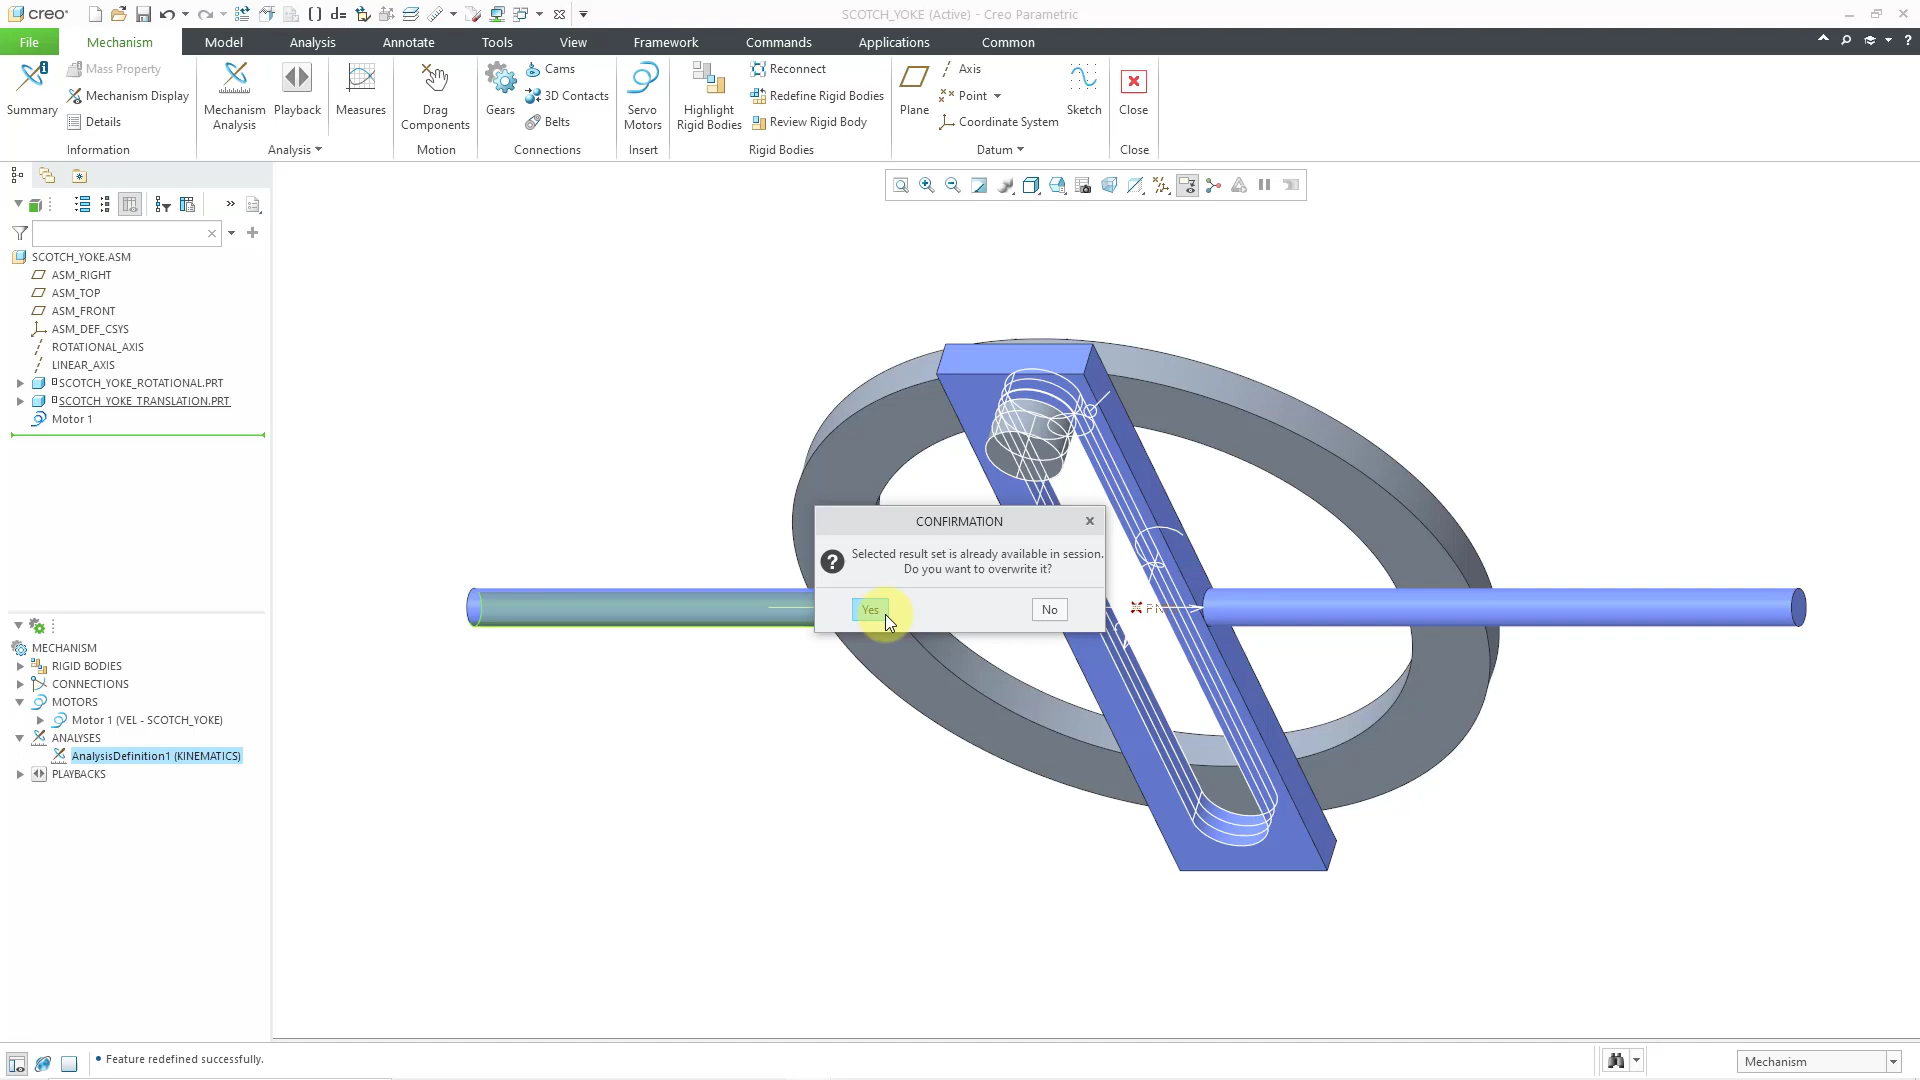 creo
SCOTCH_YOKE (Active) - Creo Parametric
File
Mechanism
Model
Analysis
Annotate
Tools
View
Framework
Commands
Applications
Common
Summary
Mass Property
Mechanism Display
Details
Information
Mechanism
Analysis
Playback
Measures
Analysis
Drag
Components
Motion
Gears
Cams
3D Contacts
Belts
Connections
Servo
Motors
Insert
Highlight
Rigid Bodies
Reconnect
Redefine Rigid Bodies
Review Rigid Body
Rigid Bodies
Plane
Axis
Point
Coordinate System
Sketch
Datum
Close
Close
SCOTCH_YOKE.ASM
ASM_RIGHT
ASM_TOP
ASM_FRONT
ASM_DEF_CSYS
ROTATIONAL_AXIS
LINEAR_AXIS
SCOTCH_YOKE_ROTATIONAL.PRT
SCOTCH_YOKE_TRANSLATION.PRT
Motor 1
CONFIRMATION
Selected result set is already available in session.
Do you want to overwrite it?
Yes
No
MECHANISM
RIGID BODIES
CONNECTIONS
MOTORS
Motor 1 (VEL - SCOTCH_YOKE)
ANALYSES
AnalysisDefinition1 (KINEMATICS)
PLAYBACKS
• Feature redefined successfully.
Mechanism